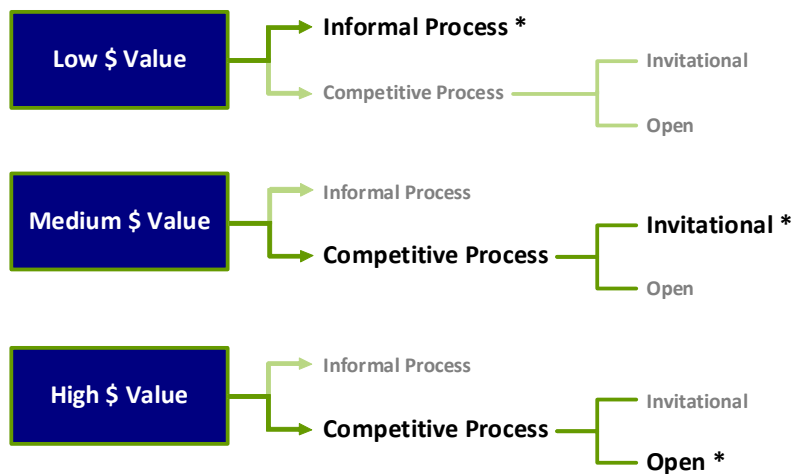 Informal Process *
Low $ Value
Invitational
Competitive Process
Open
Informal Process
Medium $ Value
Invitational *
Competitive Process
Open
Informal Process
High $ Value
Invitational
Competitive Process
Open *